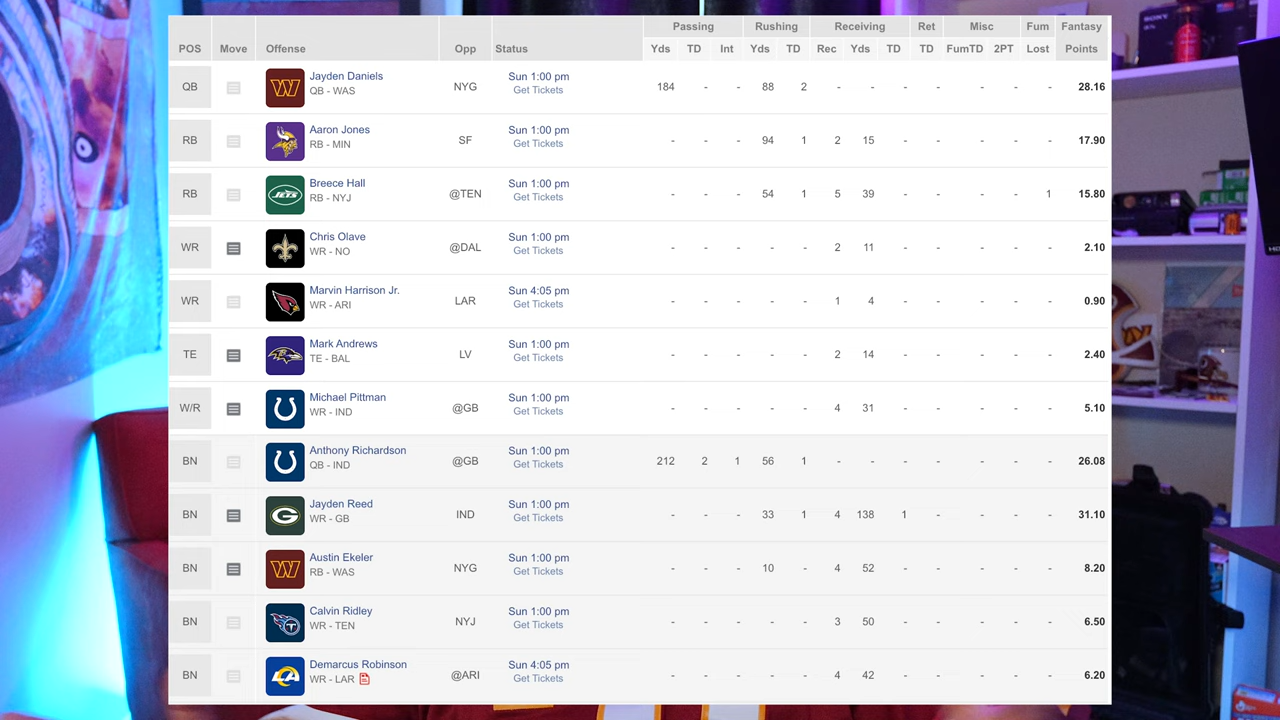 Passing Rushing Receiving Ret Misc Fum Fantasy
POS Move Offense Opp Status Yds TD Int Yds TD Rec Yds TD TD FumTD 2PT Lost Points
QB Jayden Daniels QB - WAS NYG Sun 1:00 pm Get Tickets 184 - - 88 2 - - - - - - - 28.16
RB Aaron Jones RB - MIN SF Sun 1:00 pm Get Tickets - - - 94 1 2 15 - - - - - 17.90
RB Breece Hall RB - NYJ @TEN Sun 1:00 pm Get Tickets - - - 54 1 5 39 - - - - 1 15.80
WR Chris Olave WR - NO @DAL Sun 1:00 pm Get Tickets - - - - - 2 11 - - - - - 2.10
WR Marvin Harrison Jr. WR - ARI LAR Sun 4:05 pm Get Tickets - - - - - 1 4 - - - - - 0.90
TE Mark Andrews TE - BAL LV Sun 1:00 pm Get Tickets - - - - - 2 14 - - - - - 2.40
W/R Michael Pittman WR - IND @GB Sun 1:00 pm Get Tickets - - - - - 4 31 - - - - - 5.10
BN Anthony Richardson QB - IND @GB Sun 1:00 pm Get Tickets 212 2 1 56 1 - - - - - - - 26.08
BN Jayden Reed WR - GB IND Sun 1:00 pm Get Tickets - - - 33 1 4 138 1 - - - - 31.10
BN Austin Ekeler RB - WAS NYG Sun 1:00 pm Get Tickets - - - 10 - 4 52 - - - - - 8.20
BN Calvin Ridley WR - TEN NYJ Sun 1:00 pm Get Tickets - - - - - 3 50 - - - - - 6.50
BN Demarcus Robinson WR - LAR @ARI Sun 4:05 pm Get Tickets - - - - - 4 42 - - - - - 6.20
JETS
SONY